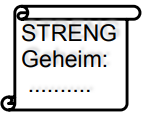 STRENG
Geheim:
..........